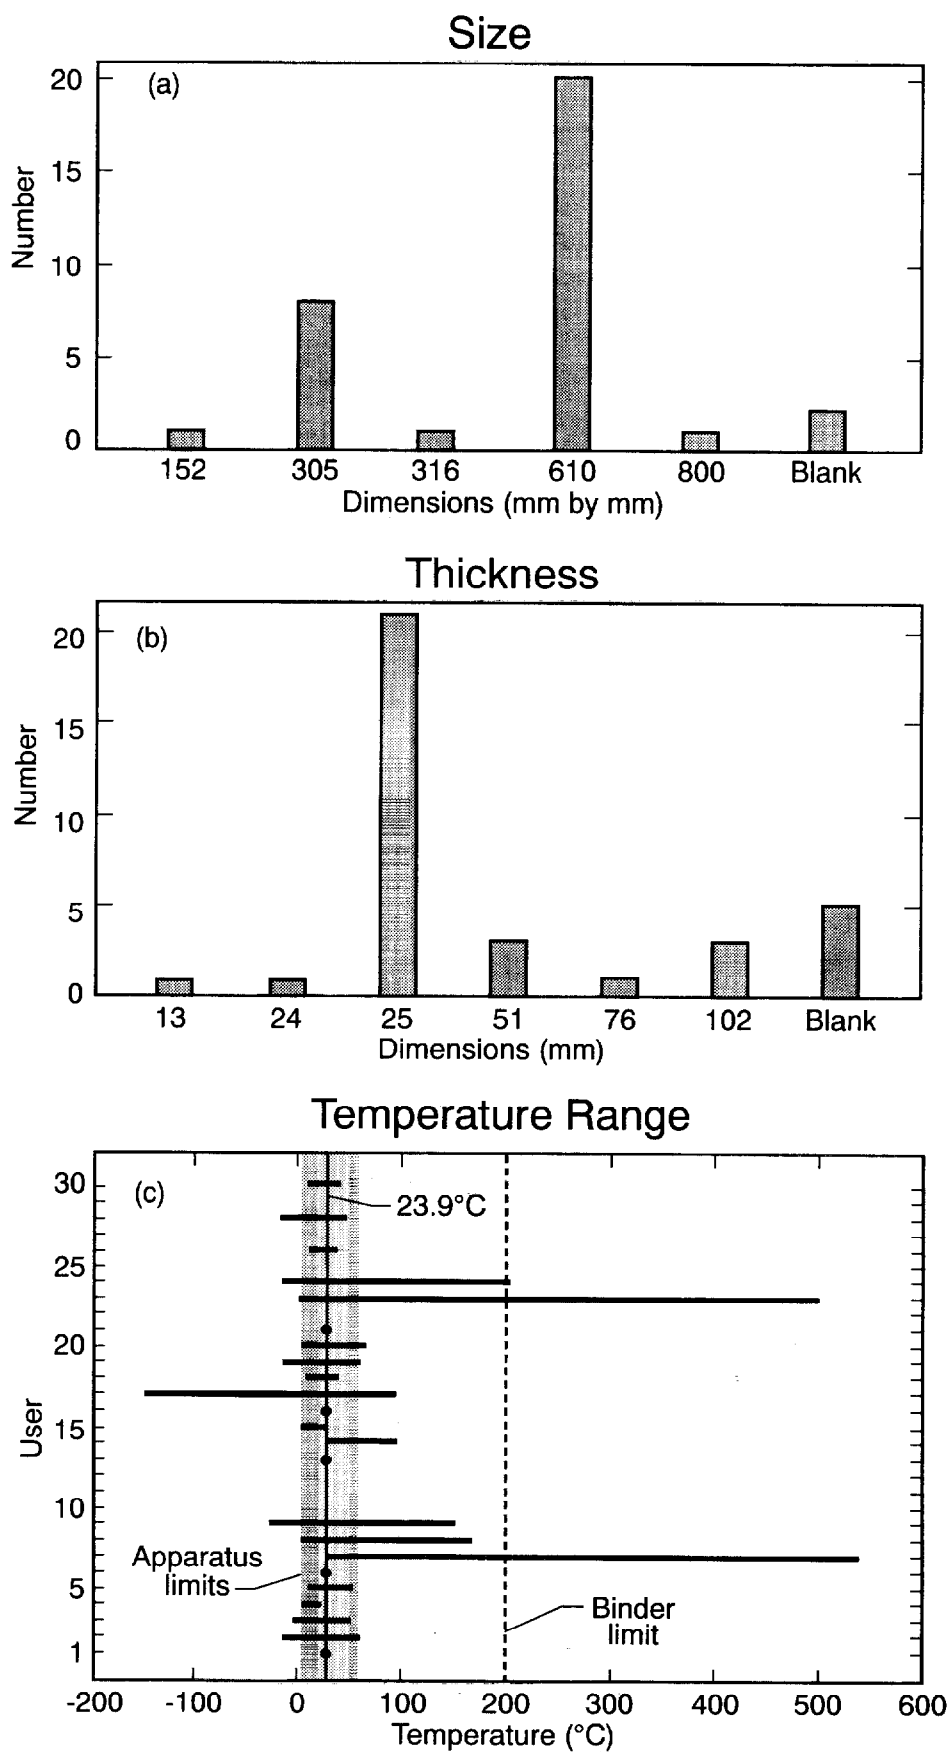 Size
(a)
Number
20
15
10
5
0
152 305 316 610 800 Blank
Dimensions (mm by mm)
Thickness
(b)
Number
20
15
10
5
0
13 24 25 51 76 102 Blank
Dimensions (mm)
Temperature Range
(c)
User
30
25
20
15
10
5
1
23.9°C
Apparatus
limits
Binder
limit
-200 -100 0 100 200 300 400 500 600
Temperature (°C)